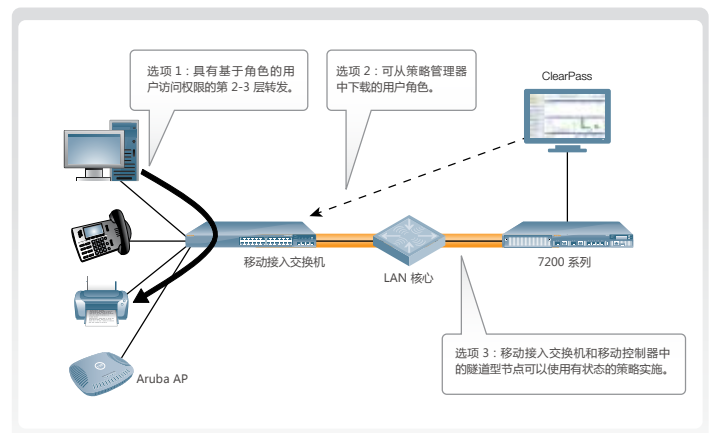 选项 1：具有基于角色的用
户访问权限的第 2-3 层转发。
选项 2：可从策略管理器
中下载的用户角色。
ClearPass
移动接入交换机
LAN 核心
7200 系列
选项 3：移动接入交换机和移动控制器中
的隧道型节点可以使用有状态的策略实施。
Aruba AP